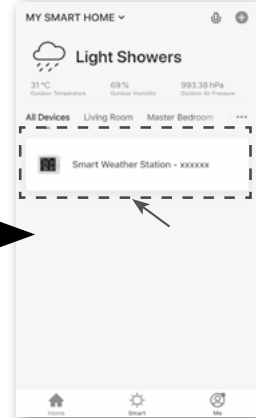 MY SMART HOME
Light Showers
31 °C 69% 993.38 hPa
Outdoor Temperature Outdoor Humidity Outdoor Air Pressure
All Devices Living Room Master Bedroom ...
Smart Weather Station - xxxxxx
Home Smart Me